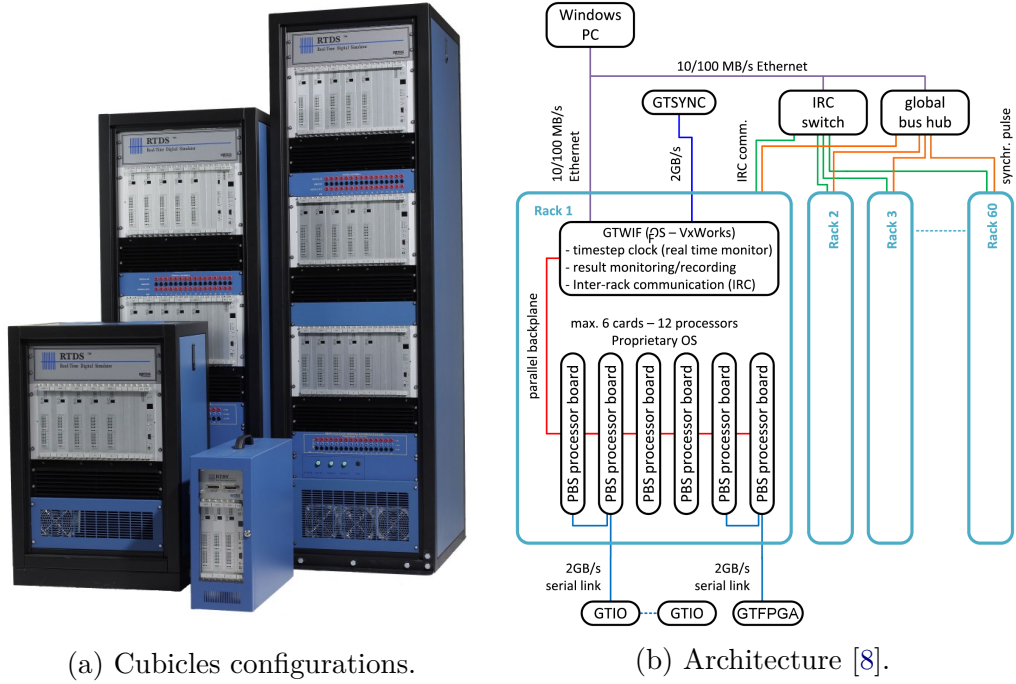 RTDS ™
Real-Time Digital Simulator
RTDS ™
Real-Time Digital Simulator
RTDS ™
Real-Time Digital Simulator
RTDS
(a) Cubicles configurations.
Windows
PC
10/100 MB/s Ethernet
GTSYNC
IRC
switch
global
bus hub
10/100 MB/s
Ethernet
2GB/s
IRC comm.
synchr. pulse
Rack 1
Rack 2
Rack 3
Rack 60
GTWIF (OS – VxWorks)
- timestep clock (real time monitor)
- result monitoring/recording
- Inter-rack communication (IRC)
parallel backplane
max. 6 cards – 12 processors
Proprietary OS
PBS processor board
PBS processor board
PBS processor board
PBS processor board
PBS processor board
PBS processor board
2GB/s
serial link
2GB/s
serial link
GTIO
GTIO
GTFPGA
(b) Architecture [8].